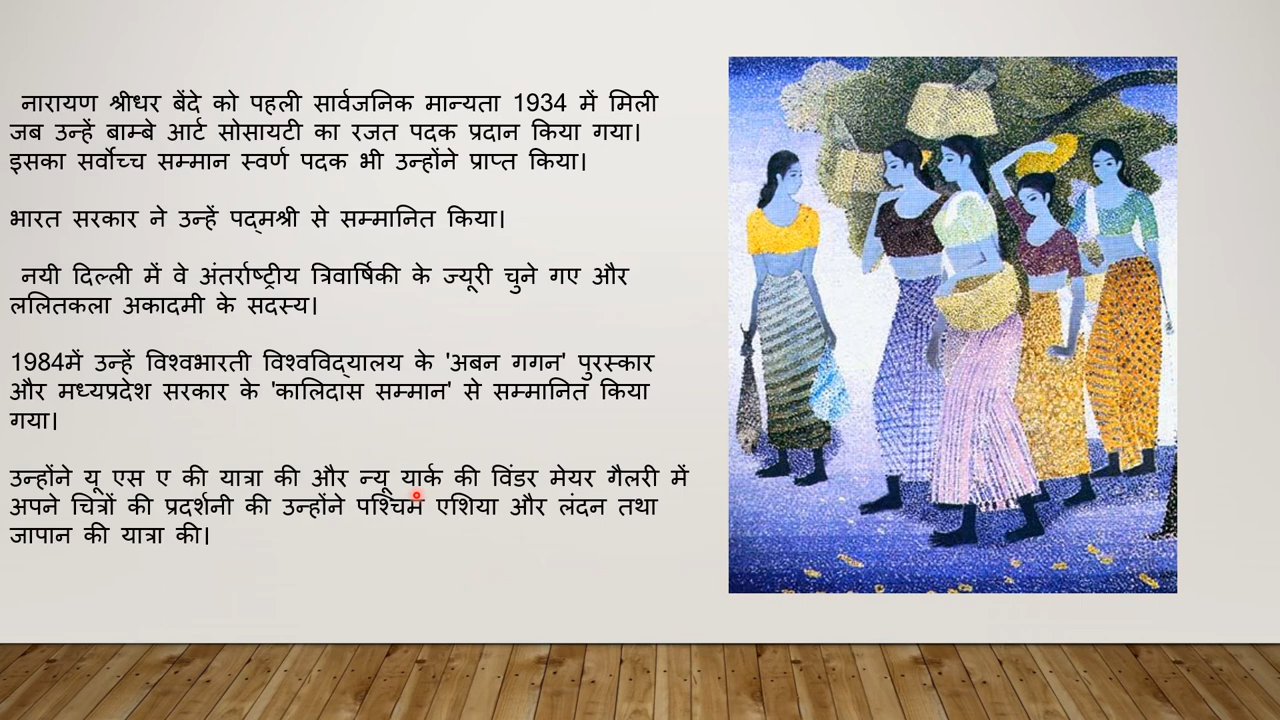 नारायण श्रीधर बेंदे को पहली सार्वजनिक मान्यता 1934 में मिली
जब उन्हें बाम्बे आर्ट सोसायटी का रजत पदक प्रदान किया गया।
इसका सर्वोच्च सम्मान स्वर्ण पदक भी उन्होंने प्राप्त किया।
भारत सरकार ने उन्हें पद्‌मश्री से सम्मानित किया।
नयी दिल्ली में वे अंतर्राष्ट्रीय त्रिवार्षिकी के ज्यूरी चुने गए और
ललितकला अकादमी के सदस्य।
1984में उन्हें विश्वभारती विश्वविद्‌यालय के 'अबन गगन' पुरस्कार
और मध्यप्रदेश सरकार के 'कालिदास सम्मान' से सम्मानित किया
गया।
उन्होंने यू एस ए की यात्रा की और न्यू यार्क की विंडर मेयर गैलरी में
अपने चित्रों की प्रदर्शनी की उन्होंने पश्चिम एशिया और लंदन तथा
जापान की यात्रा की।